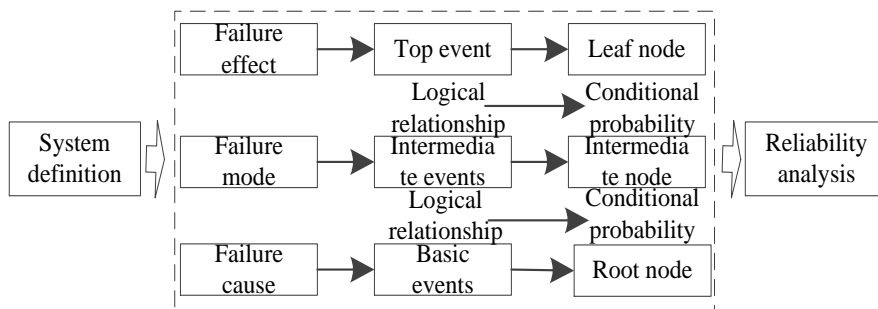 Failure
effect
Top event
Leaf node
Logical
relationship
Conditional
probability
System
definition
Failure
mode
Intermedia
te events
Intermedia
te node
Reliability
analysis
Logical
relationship
Conditional
probability
Failure
cause
Basic
events
Root node